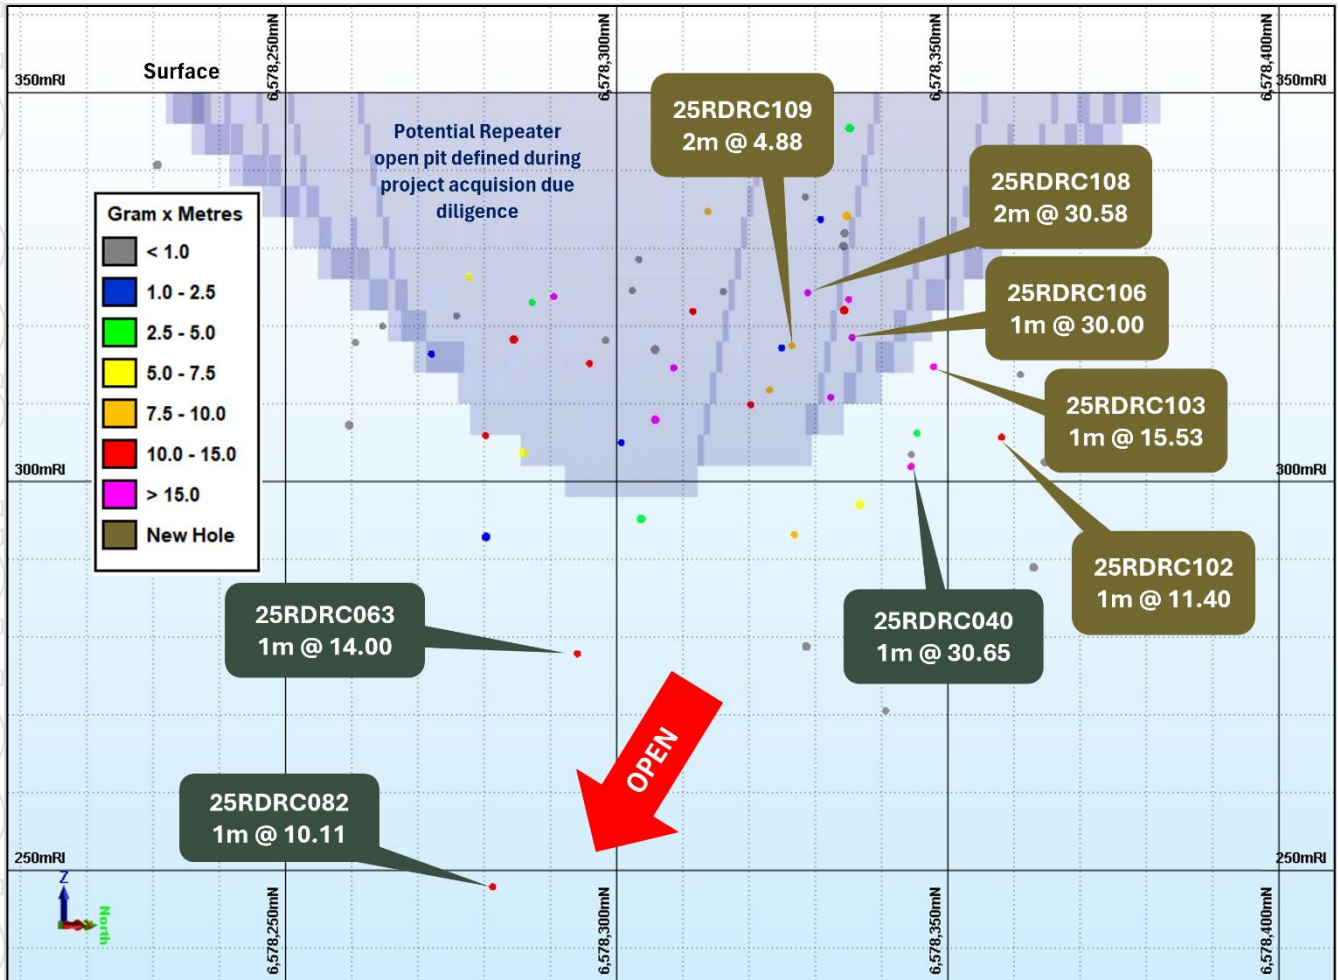 6,578,250mN
6,578,300mN
6,578,350mN
6,578,400mN
Surface
350mRl
350mRl
Potential Repeater
open pit defined during
project acquision due
diligence
25RDRC109
2m @ 4.88
25RDRC108
2m @ 30.58
25RDRC106
1m @ 30.00
25RDRC103
1m @ 15.53
Gram x Metres
< 1.0
1.0 - 2.5
2.5 - 5.0
5.0 - 7.5
7.5 - 10.0
10.0 - 15.0
> 15.0
New Hole
300mRl
300mRl
25RDRC102
1m @ 11.40
25RDRC063
1m @ 14.00
25RDRC040
1m @ 30.65
OPEN
25RDRC082
1m @ 10.11
250mRl
250mRl
Z
North
6,578,250mN
6,578,300mN
6,578,350mN
6,578,400mN